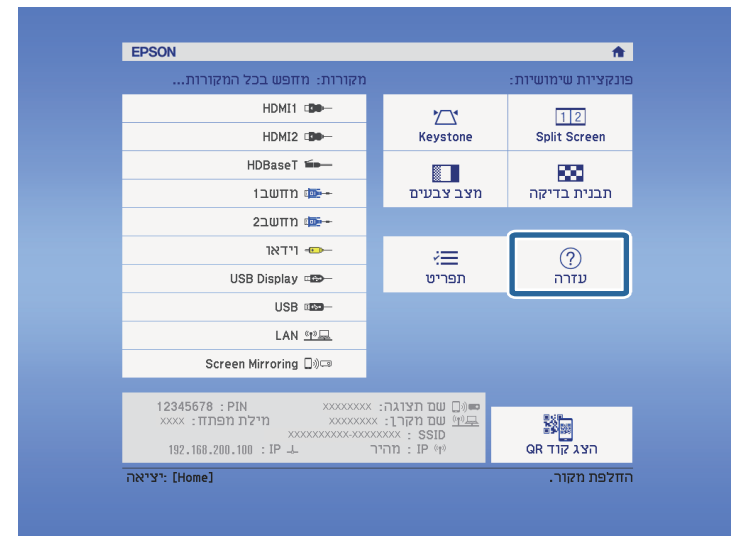 EPSON
פונקציות שימושיות:
מקורות: מחפש בכל המקורות...
Split Screen
1 2
Keystone
תבנית בדיקה
מצב צבעים
עזרה
תפריט
HDMI1
HDMI2
HDBaseT
מחשב1
מחשב2
וידאו
USB Display
USB
LAN
Screen Mirroring
שם תצוגה: xxxxxxxx 12345678 : PIN
שם מקרן: xxxxxxxx מילת מפתח: xxxx
xxxxxxxxxx-xxxxxxxx : SSID
IP : מהיר 192.168.200.100 : IP
הצג קוד QR
החלפת מקור.
[Home] :יציאה